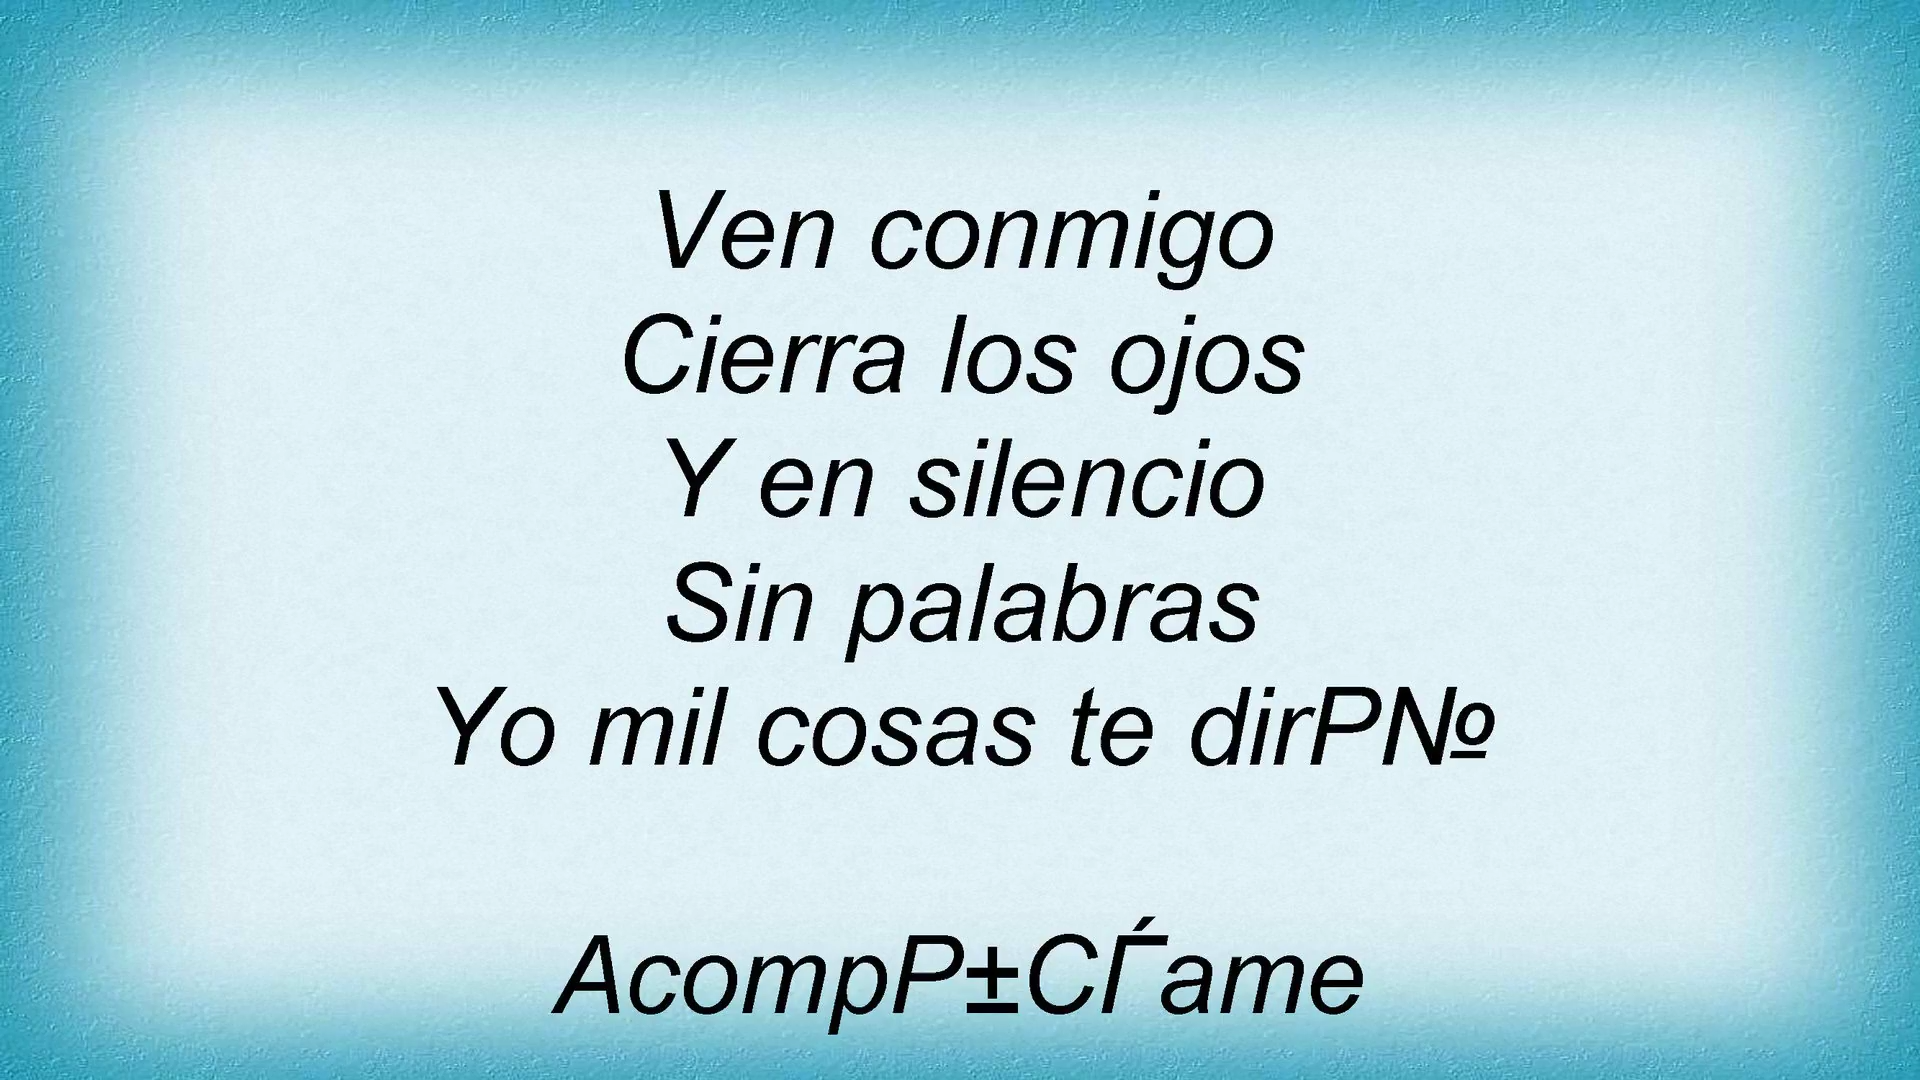 Ven conmigo
Cierra los ojos
Y en silencio
Sin palabras
Yo mil cosas te dirР№
AcompР±СЃame